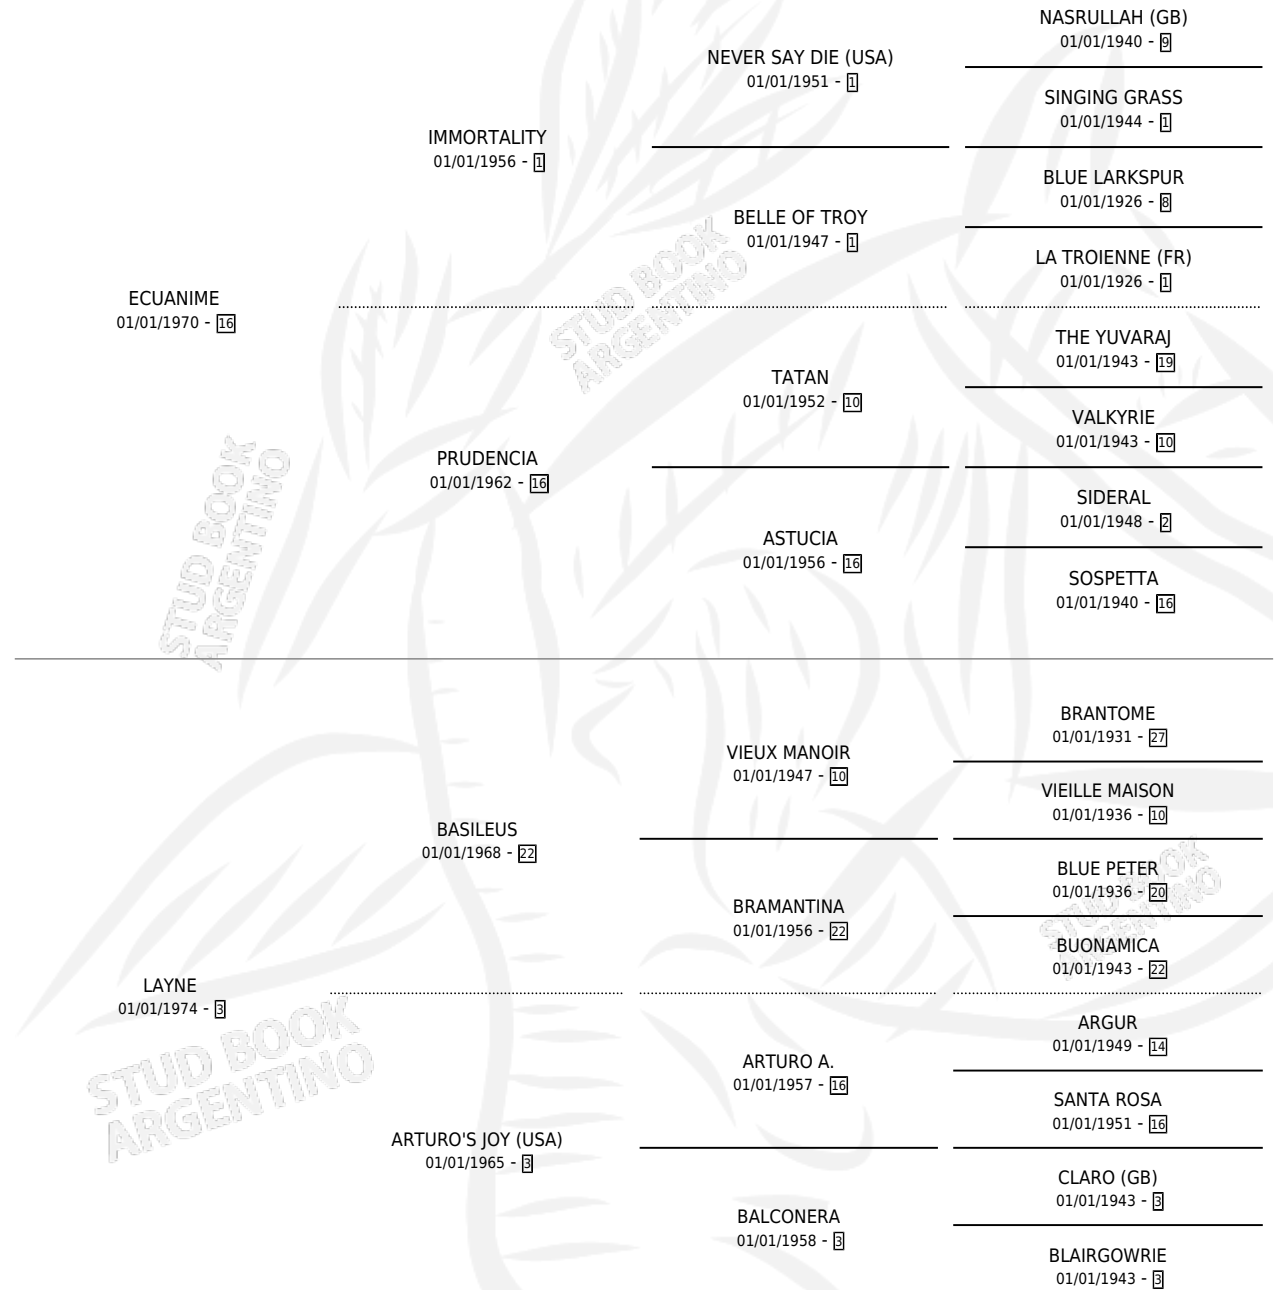 NASRULLAH (GB)
01/01/1940 - 9
NEVER SAY DIE (USA)
01/01/1951 - 1
SINGING GRASS
01/01/1944 - 1
IMMORTALITY
01/01/1956 - 1
BLUE LARKSPUR
01/01/1926 - 8
BELLE OF TROY
01/01/1947 - 1
LA TROIENNE (FR)
01/01/1926 - 1
ECUANIME
01/01/1970 - 16
THE YUVARAJ
01/01/1943 - 19
TATAN
01/01/1952 - 10
VALKYRIE
01/01/1943 - 10
PRUDENCIA
01/01/1962 - 16
SIDERAL
01/01/1948 - 2
ASTUCIA
01/01/1956 - 16
SOSPETTA
01/01/1940 - 16
BRANTOME
01/01/1931 - 27
VIEUX MANOIR
01/01/1947 - 10
VIEILLE MAISON
01/01/1936 - 10
BASILEUS
01/01/1968 - 22
BLUE PETER
01/01/1936 - 20
BRAMANTINA
01/01/1956 - 22
BUONAMICA
01/01/1943 - 22
LAYNE
01/01/1974 - 3
ARGUR
01/01/1949 - 14
ARTURO A.
01/01/1957 - 16
SANTA ROSA
01/01/1951 - 16
ARTURO'S JOY (USA)
01/01/1965 - 3
CLARO (GB)
01/01/1943 - 3
BALCONERA
01/01/1958 - 3
BLAIRGOWRIE
01/01/1943 - 3
STUD BOOK
ARGENTINO
STUD BOOK
ARGENTINO
STUD BOOK
ARGENTINO
STUD BOOK
ARGENTINO